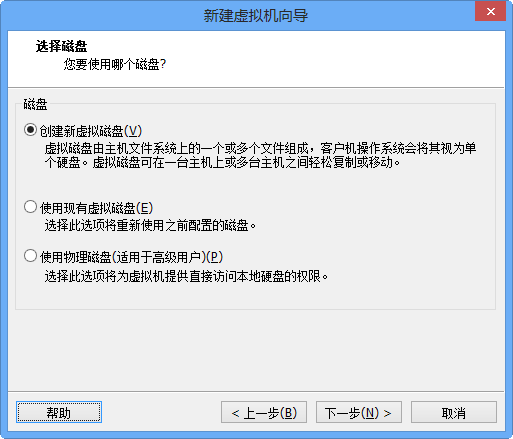 新建虚拟机向导
选择磁盘
您要使用哪个磁盘?
磁盘
创建新虚拟磁盘(V)
虚拟磁盘由主机文件系统上的一个或多个文件组成，客户机操作系统会将其视为单
个硬盘。虚拟磁盘可在一台主机上或多台主机之间轻松复制或移动。
使用现有虚拟磁盘(E)
选择此选项将重新使用之前配置的磁盘。
使用物理磁盘(适用于高级用户)(P)
选择此选项将为虚拟机提供直接访问本地硬盘的权限。
帮助
< 上一步(B)
下一步(N) >
取消